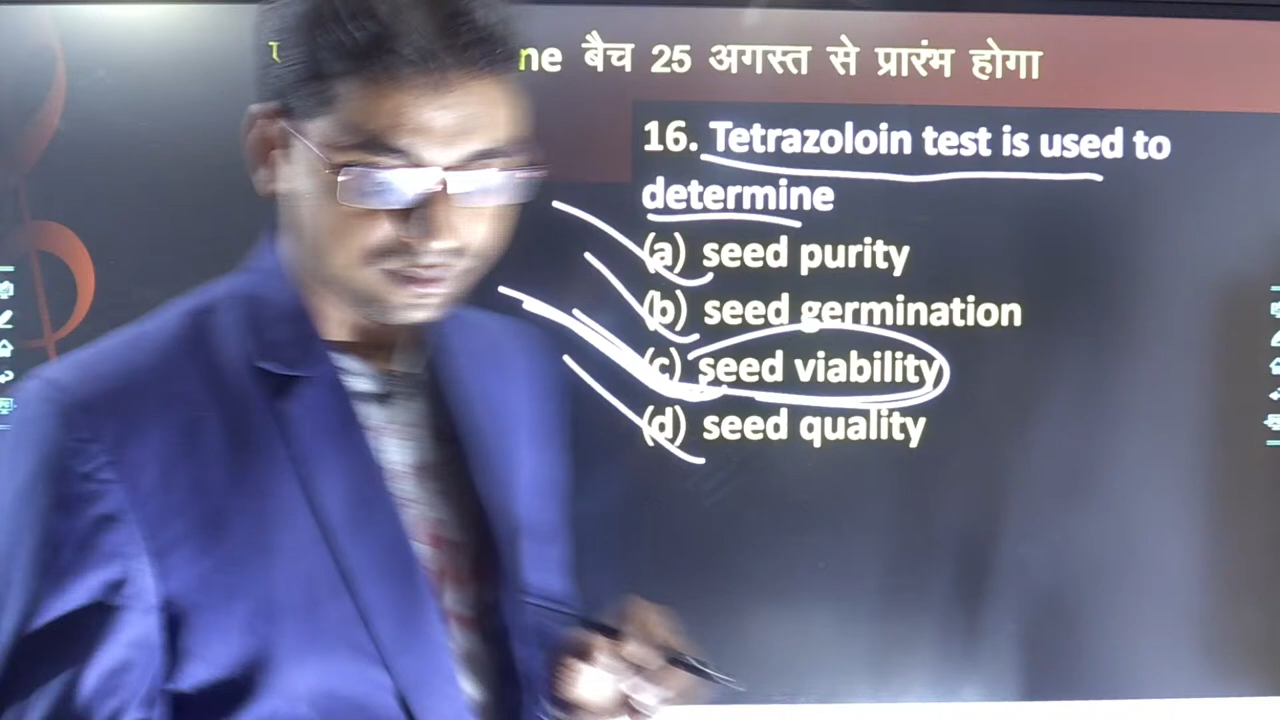 ne बैच 25 अगस्त से प्रारंभ होगा
16. Tetrazoloin test is used to
determine
(a) seed purity
(b) seed germination
(c) seed viability
(d) seed quality